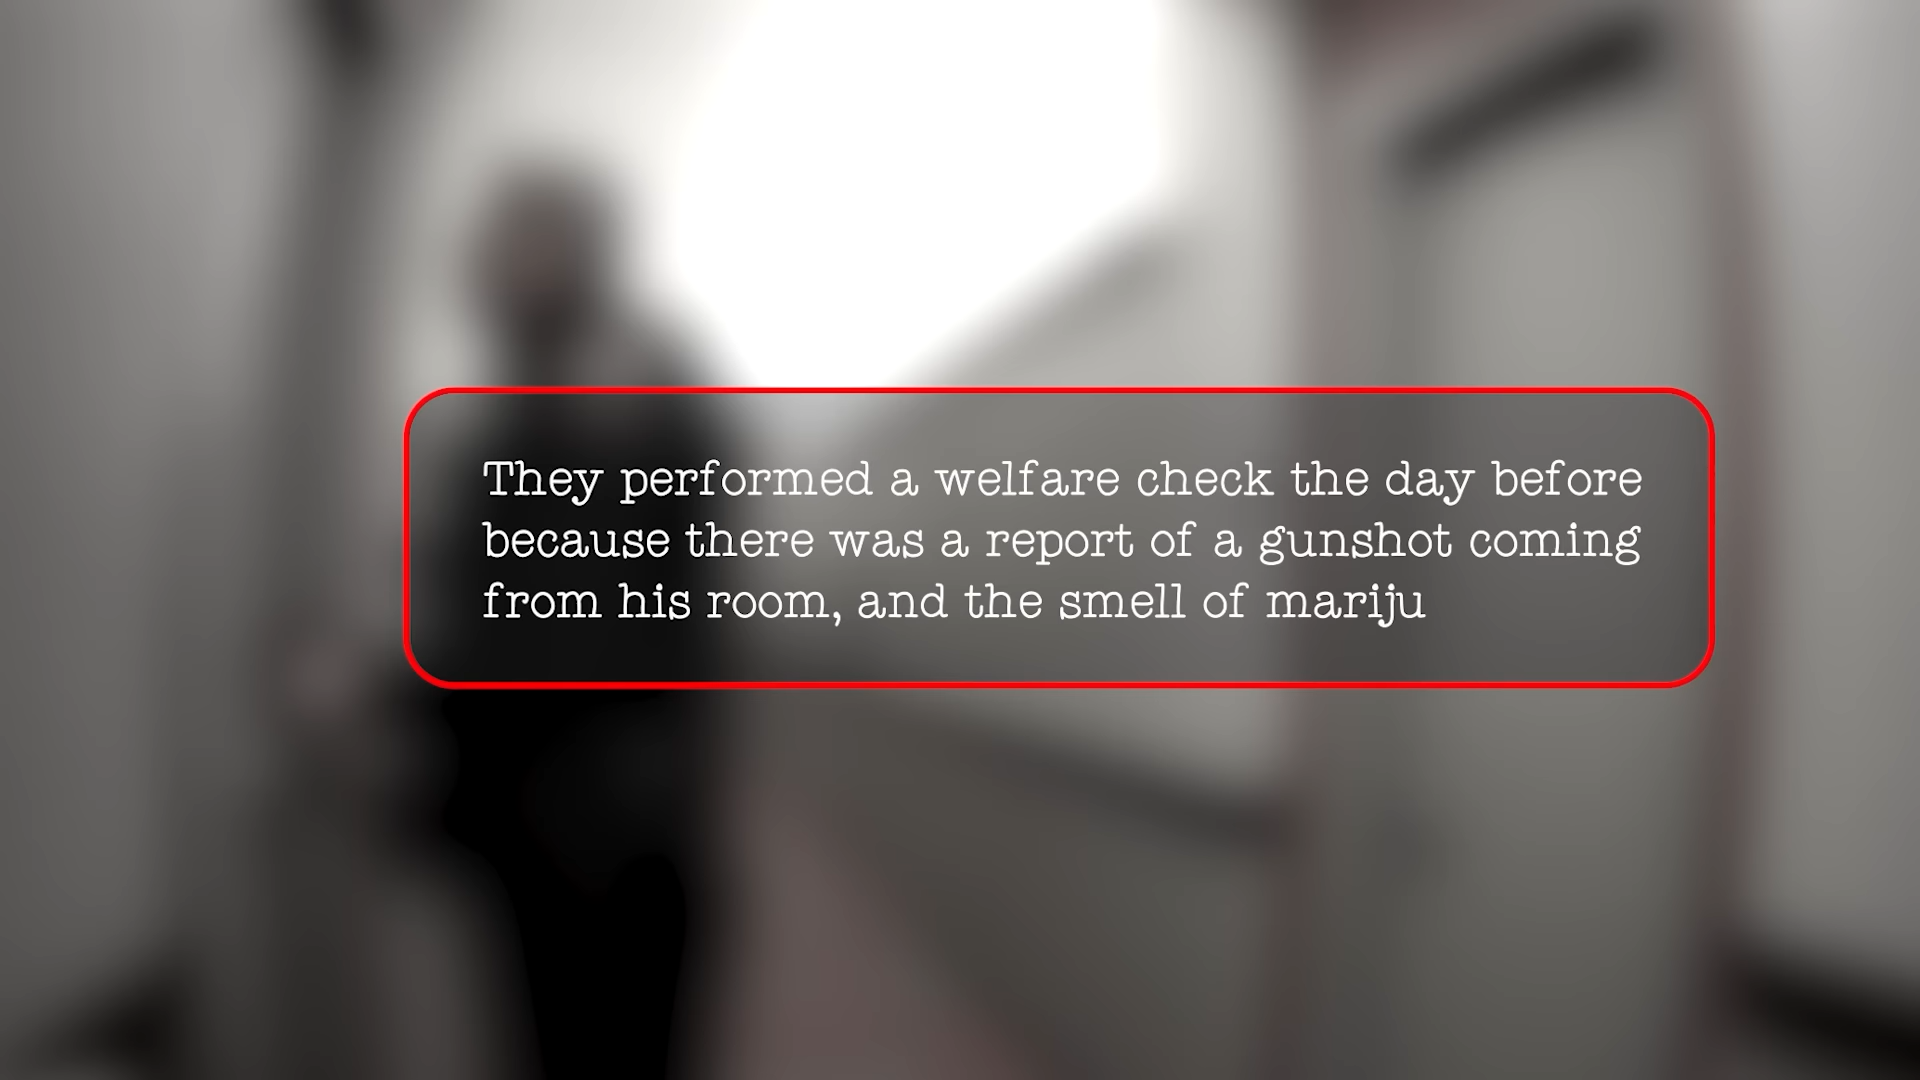 They performed a welfare check the day before
because there was a report of a gunshot coming
from his room, and the smell of mariju